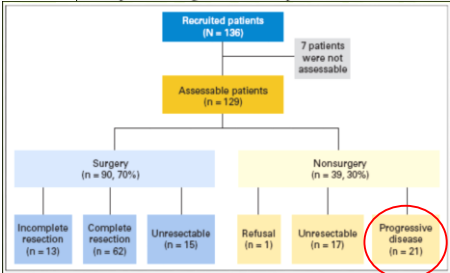 Recruited patients
(N = 136)
7 patients
were not
assessable
Assessable patients
(n = 129)
Surgery
(n = 90, 70%)
Nonsurgery
(n = 39, 30%)
Incomplete
resection
(n = 13)
Complete
resection
(n = 62)
Unresectable
(n = 15)
Refusal
(n = 1)
Unresectable
(n = 17)
Progressive
disease
(n = 21)